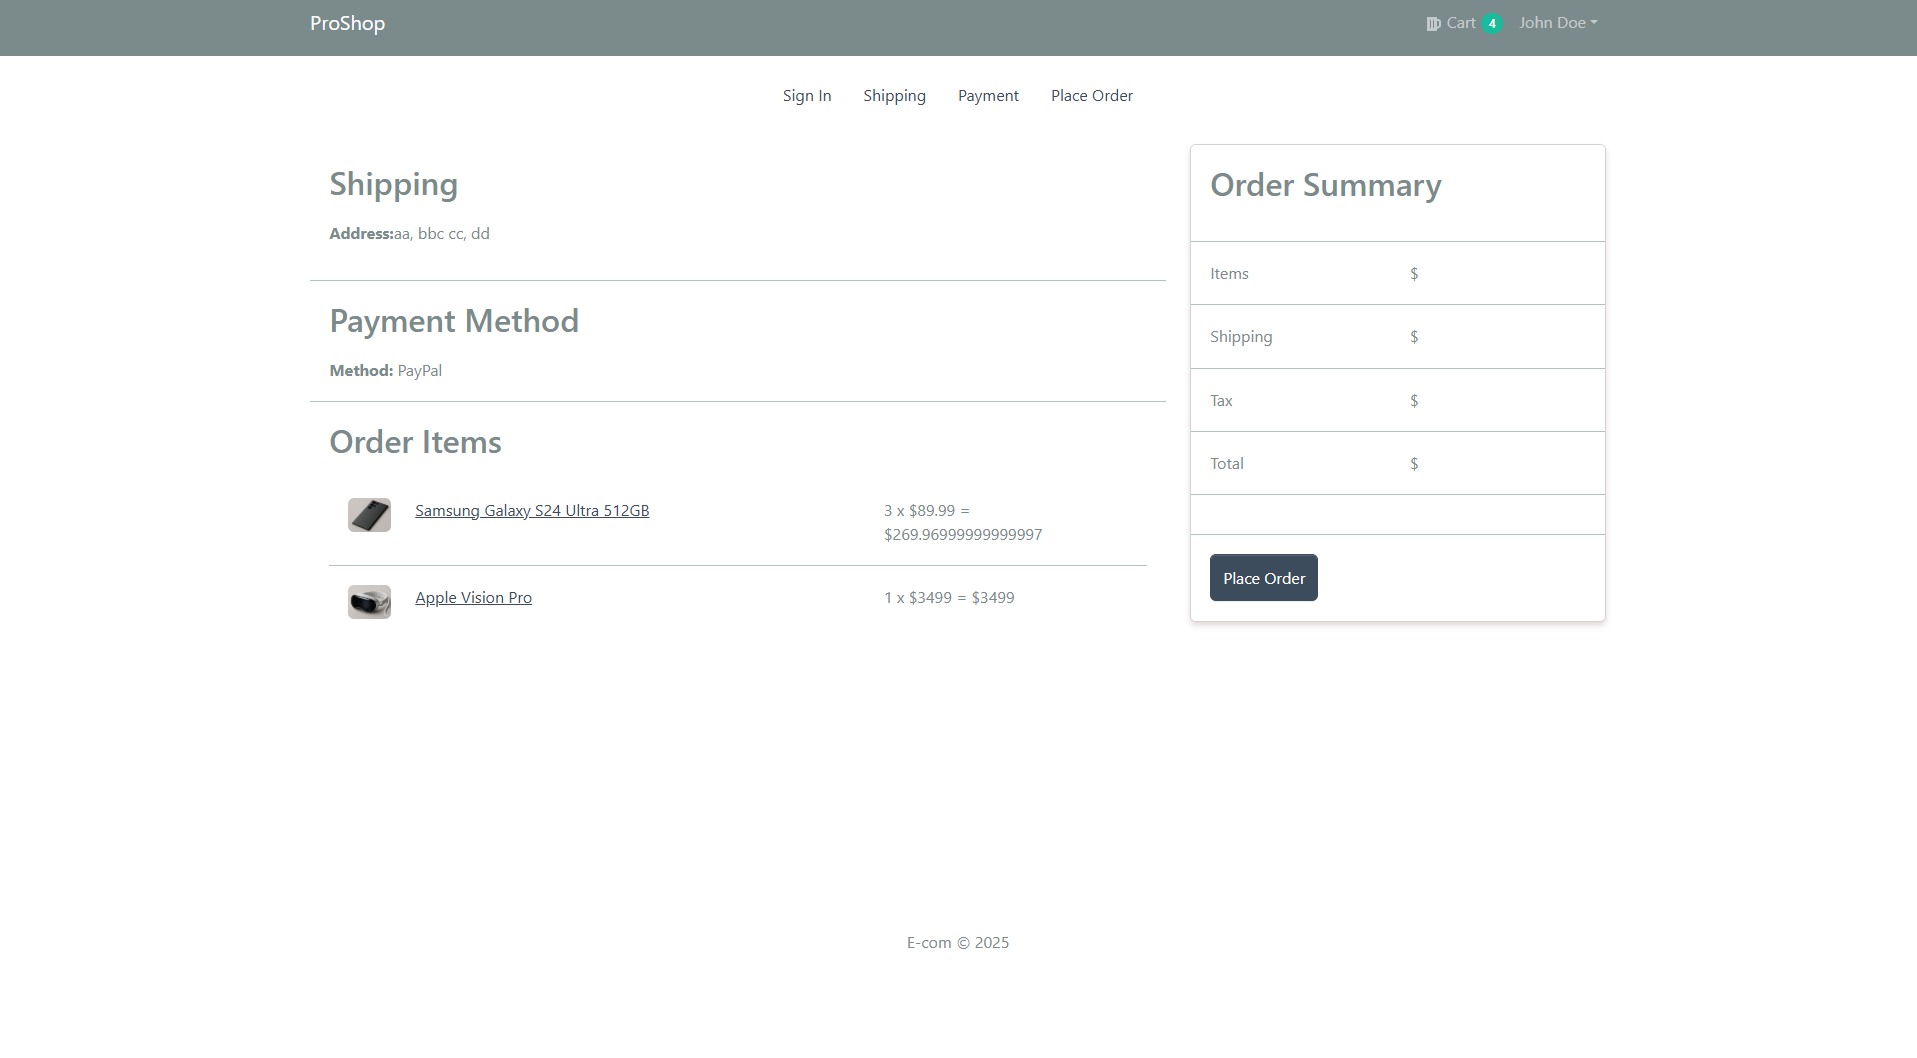 ProShop
Cart 4 John Doe
Sign In Shipping Payment Place Order
Shipping
Address:aa, bbc cc, dd
Payment Method
Method: PayPal
Order Items
Samsung Galaxy S24 Ultra 512GB
3 x $89.99 =
$269.96999999999997
Apple Vision Pro
1 x $3499 = $3499
Order Summary
Items $
Shipping $
Tax $
Total $
Place Order
E-com © 2025